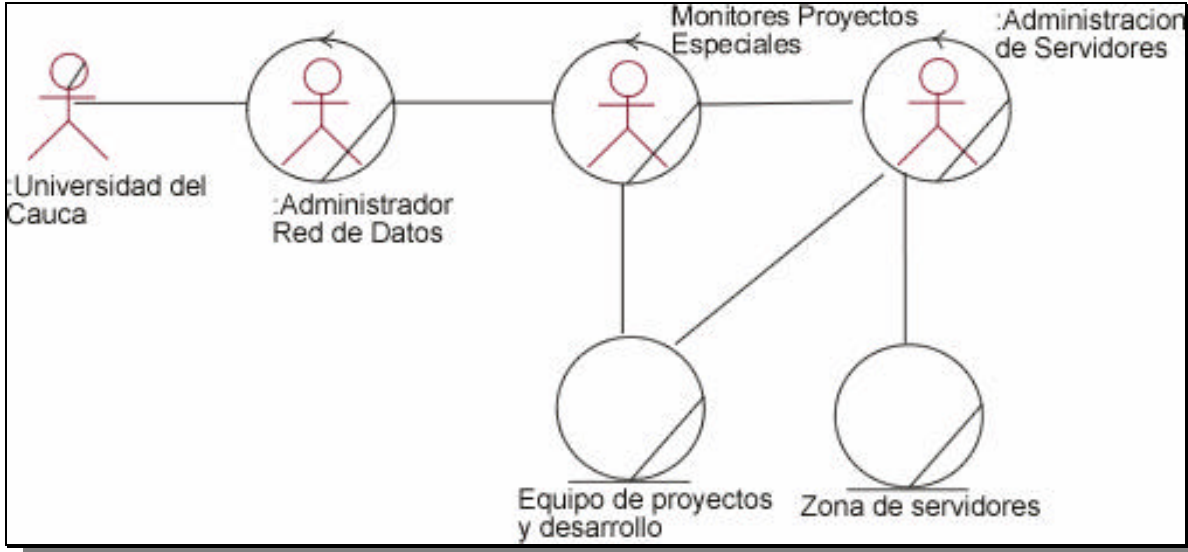 Monitores Proyectos
Especiales
:Administracion
de Servidores
:Universidad del
Cauca
:Administrador
Red de Datos
Equipo de proyectos
y desarrollo
Zona de servidores